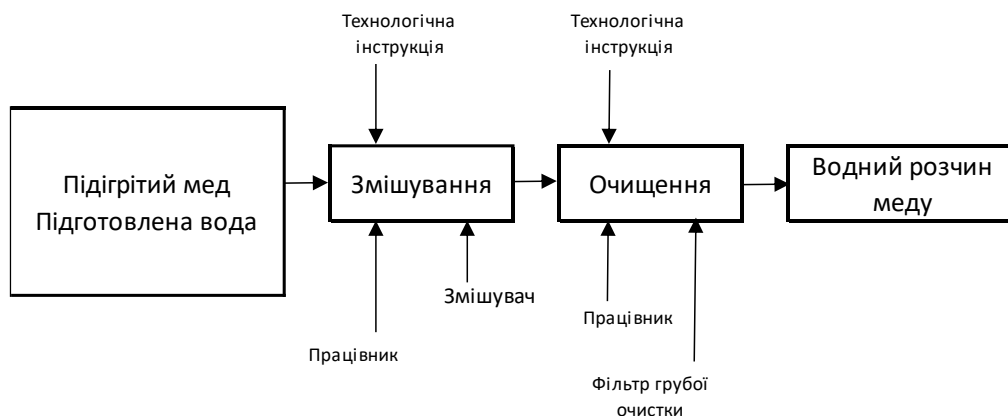 Технологічна
інструкція
Технологічна
інструкція
Підігрітий мед
Підготовлена вода
Змішування
Очищення
Водний розчин
меду
Змішувач
Працівник
Працівник
Фільтр грубої
очистки